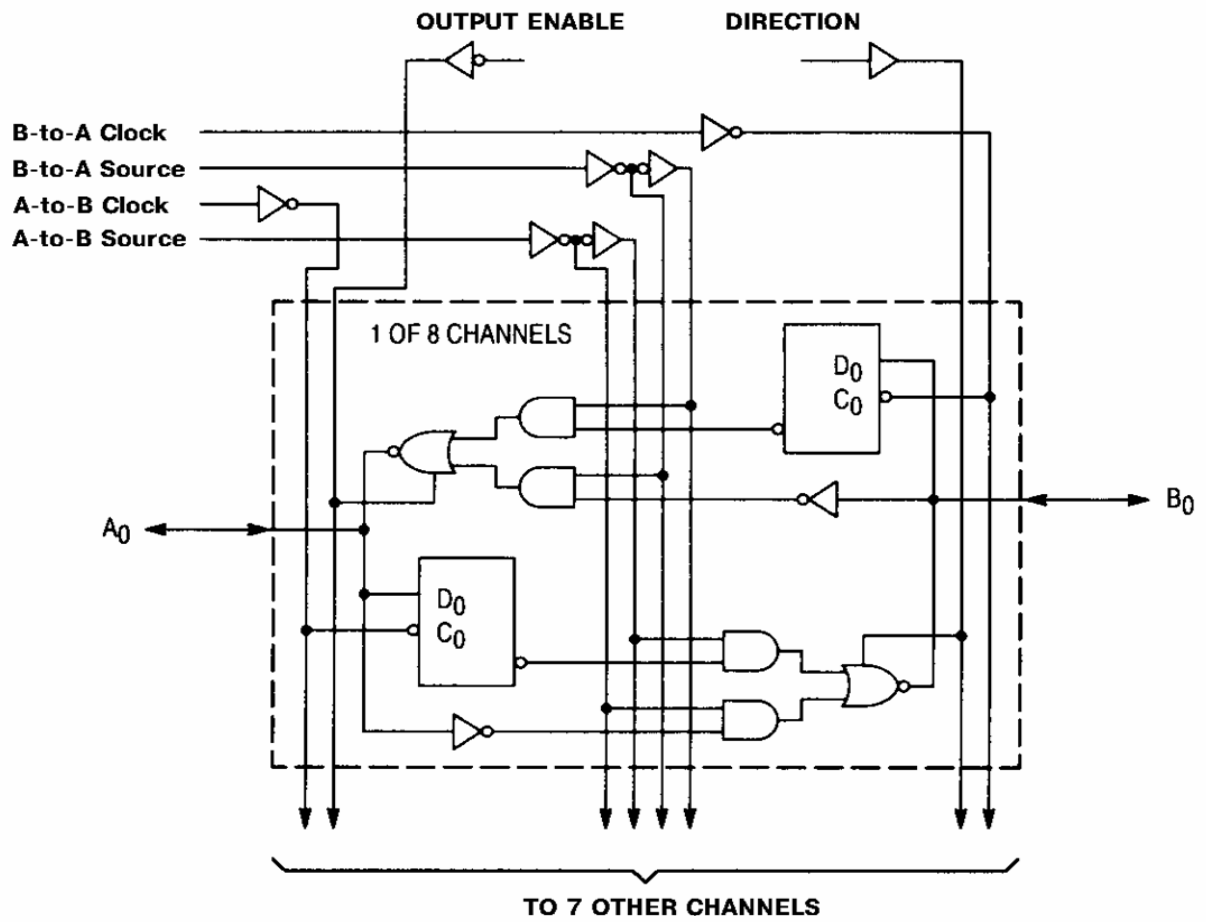 OUTPUT ENABLE
DIRECTION
B-to-A Clock
B-to-A Source
A-to-B Clock
A-to-B Source
1 OF 8 CHANNELS
D0
C0
A0
B0
D0
C0
TO 7 OTHER CHANNELS